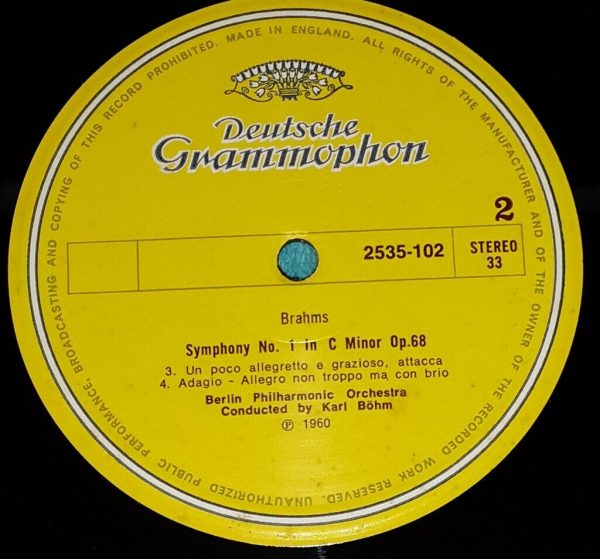 MADE IN ENGLAND. ALL RIGHTS OF THE MANUFACTURER AND OF THE OWNER OF THE RECORDED WORK RESERVED. UNAUTHORIZED PUBLIC PERFORMANCE, BROADCASTING AND COPYING OF THIS RECORD PROHIBITED.
Deutsche
Grammophon
2
2535-102
STEREO
33
Brahms
Symphony No. 1 in C Minor Op.68
3. Un poco allegretto e grazioso, attacca
4. Adagio - Allegro non troppo ma con brio
Berlin Philharmonic Orchestra
Conducted by Karl Böhm
℗ 1960